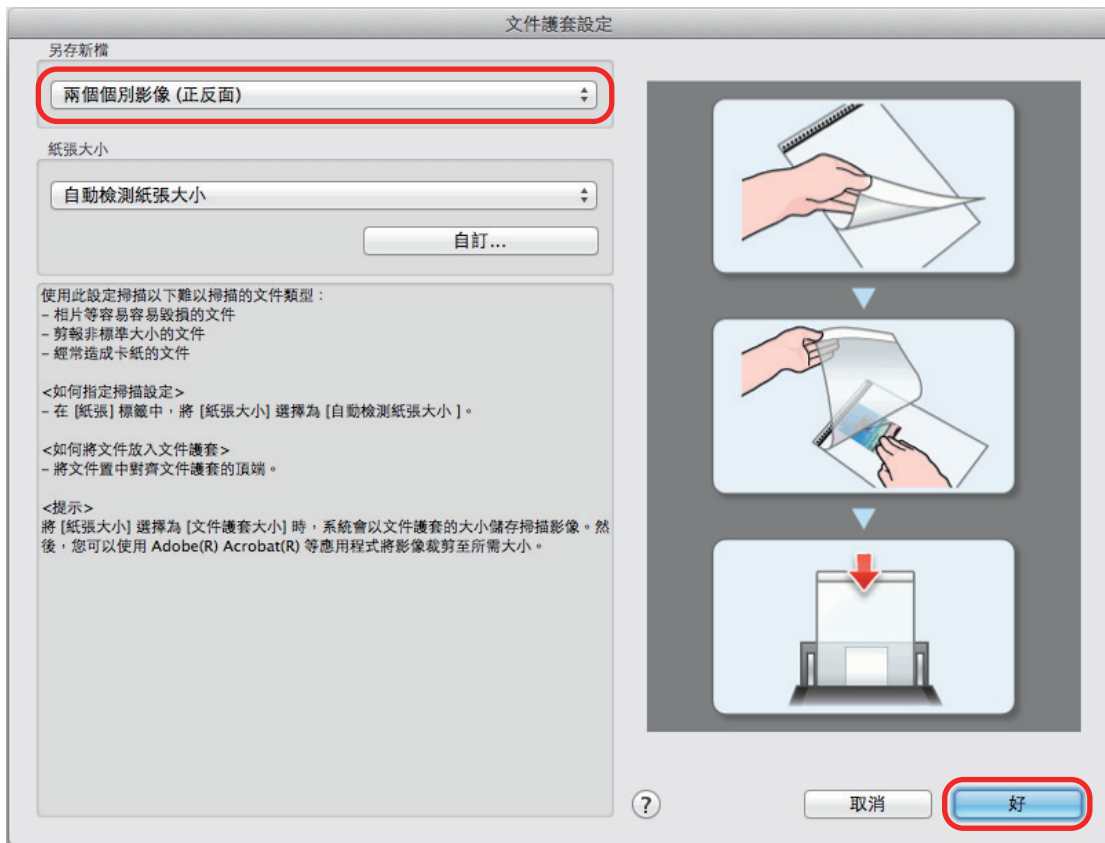 文件護套設定
另存新檔
兩個個別影像 (正反面)
紙張大小
自動檢測紙張大小
自訂...
使用此設定掃描以下難以掃描的文件類型：
– 相片等容易容易毀損的文件
– 剪報非標準大小的文件
– 經常造成卡紙的文件
<如何指定掃描設定>
– 在 [紙張] 標籤中，將 [紙張大小] 選擇為 [自動檢測紙張大小 ]。
<如何將文件放入文件護套>
– 將文件置中對齊文件護套的頂端。
<提示>
將 [紙張大小] 選擇為 [文件護套大小] 時，系統會以文件護套的大小儲存掃描影像。然
後，您可以使用 Adobe(R) Acrobat(R) 等應用程式將影像裁剪至所需大小。
?
取消
好